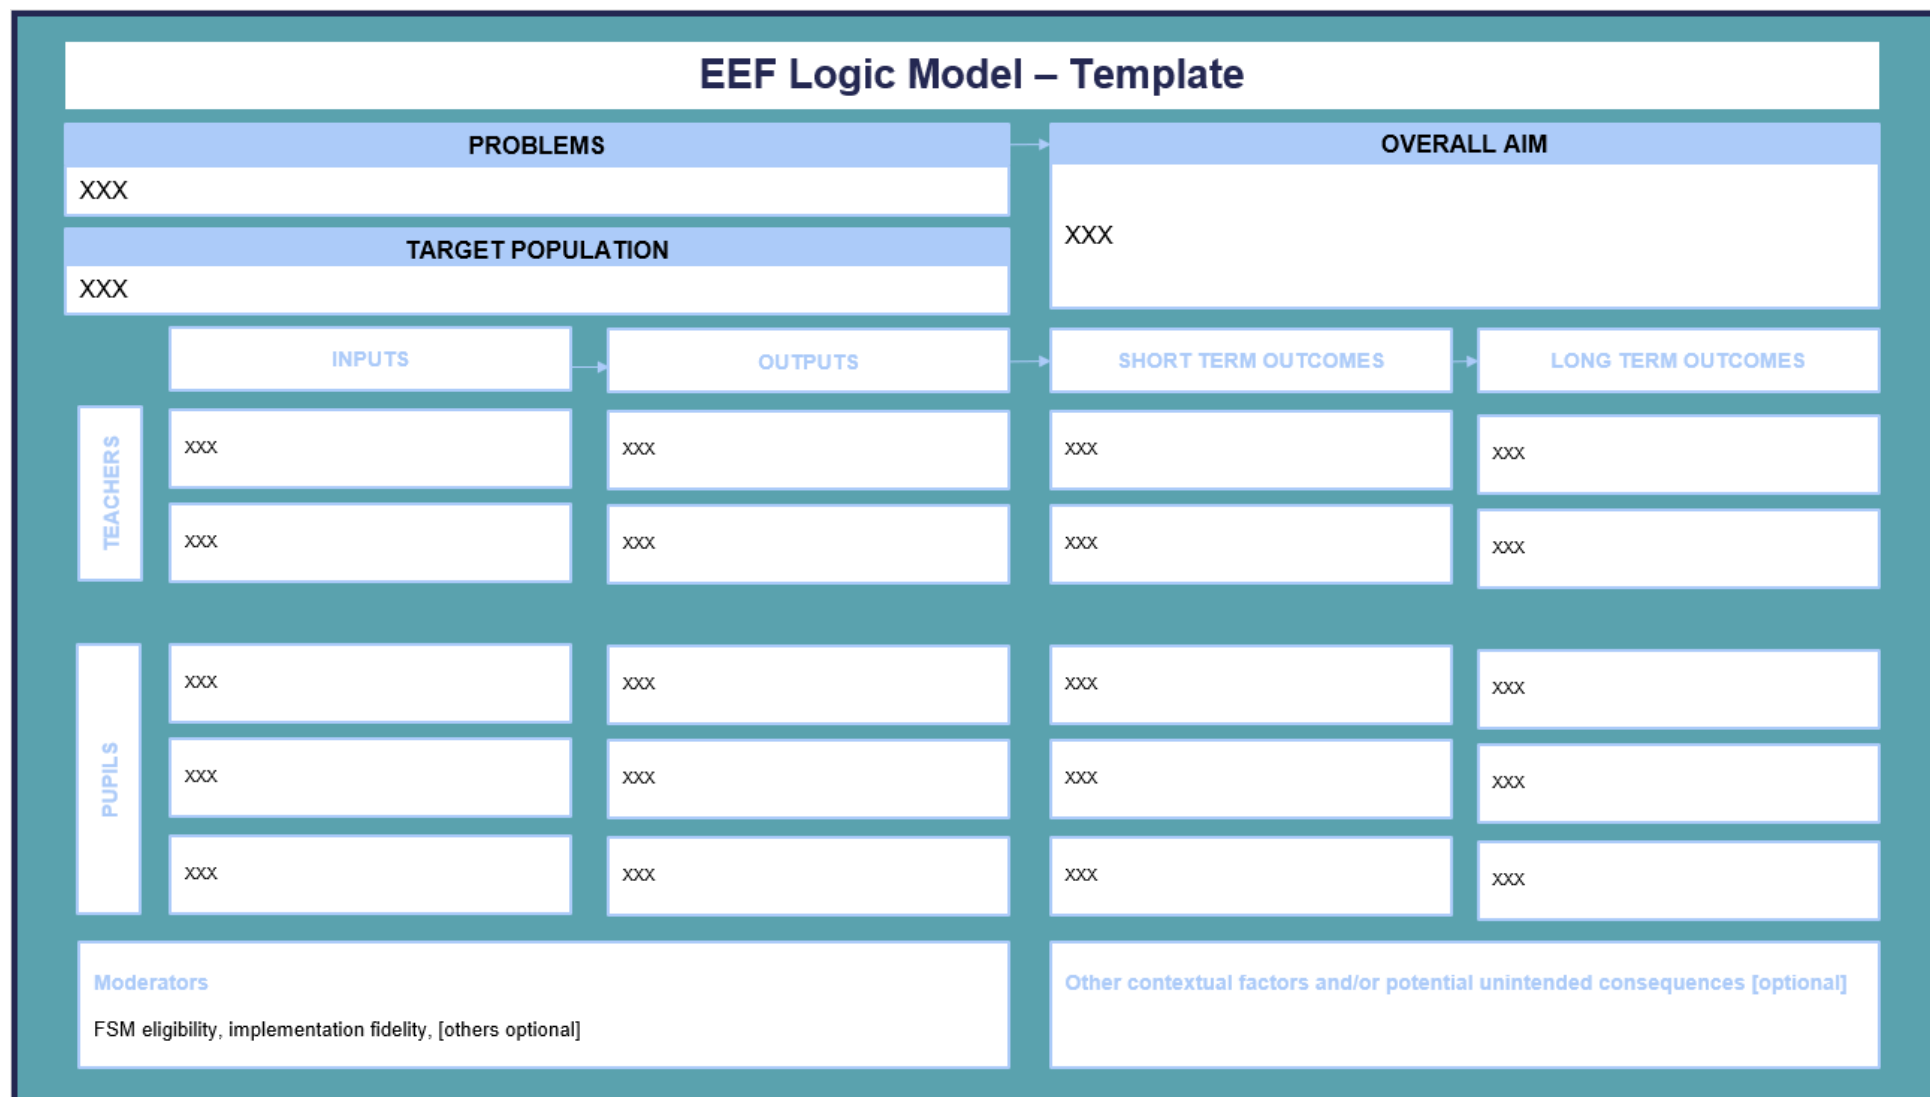 EEF Logic Model – Template
PROBLEMS
XXX
OVERALL AIM
XXX
TARGET POPULATION
XXX
INPUTS
OUTPUTS
SHORT TERM OUTCOMES
LONG TERM OUTCOMES
TEACHERS
XXX
XXX
XXX
XXX
XXX
XXX
XXX
XXX
PUPILS
XXX
XXX
XXX
XXX
XXX
XXX
XXX
XXX
XXX
XXX
XXX
XXX
Moderators
FSM eligibility, implementation fidelity, [others optional]
Other contextual factors and/or potential unintended consequences [optional]